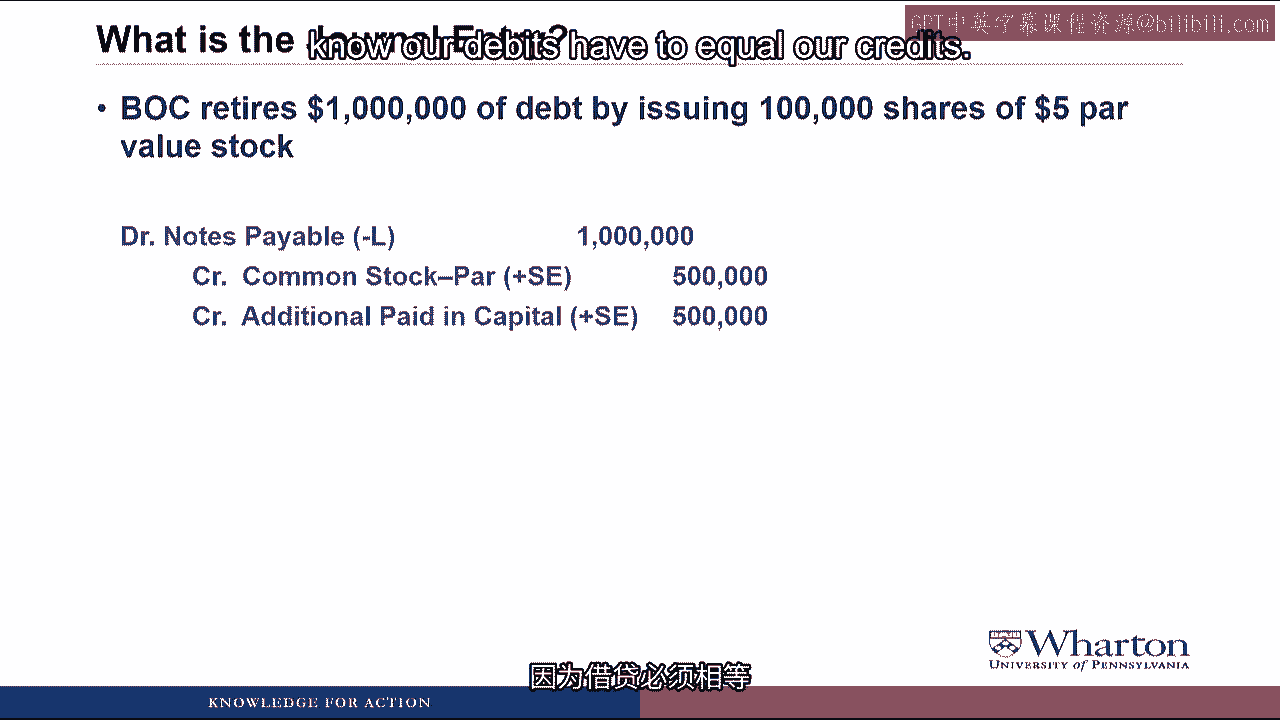 GPT中英字幕课程资源@bilibili.com
What is the Journal Entry?
know our debits have to equal our credits.
• BOC retires $1,000,000 of debt by issuing 100,000 shares of $5 par
value stock
Dr. Notes Payable (-L) 1,000,000
Cr. Common Stock–Par (+SE) 500,000
Cr. Additional Paid in Capital (+SE) 500,000
Wharton
UNIVERSITY of PENNSYLVANIA
因为借贷必须相等
KNOWLEDGE FOR ACTION